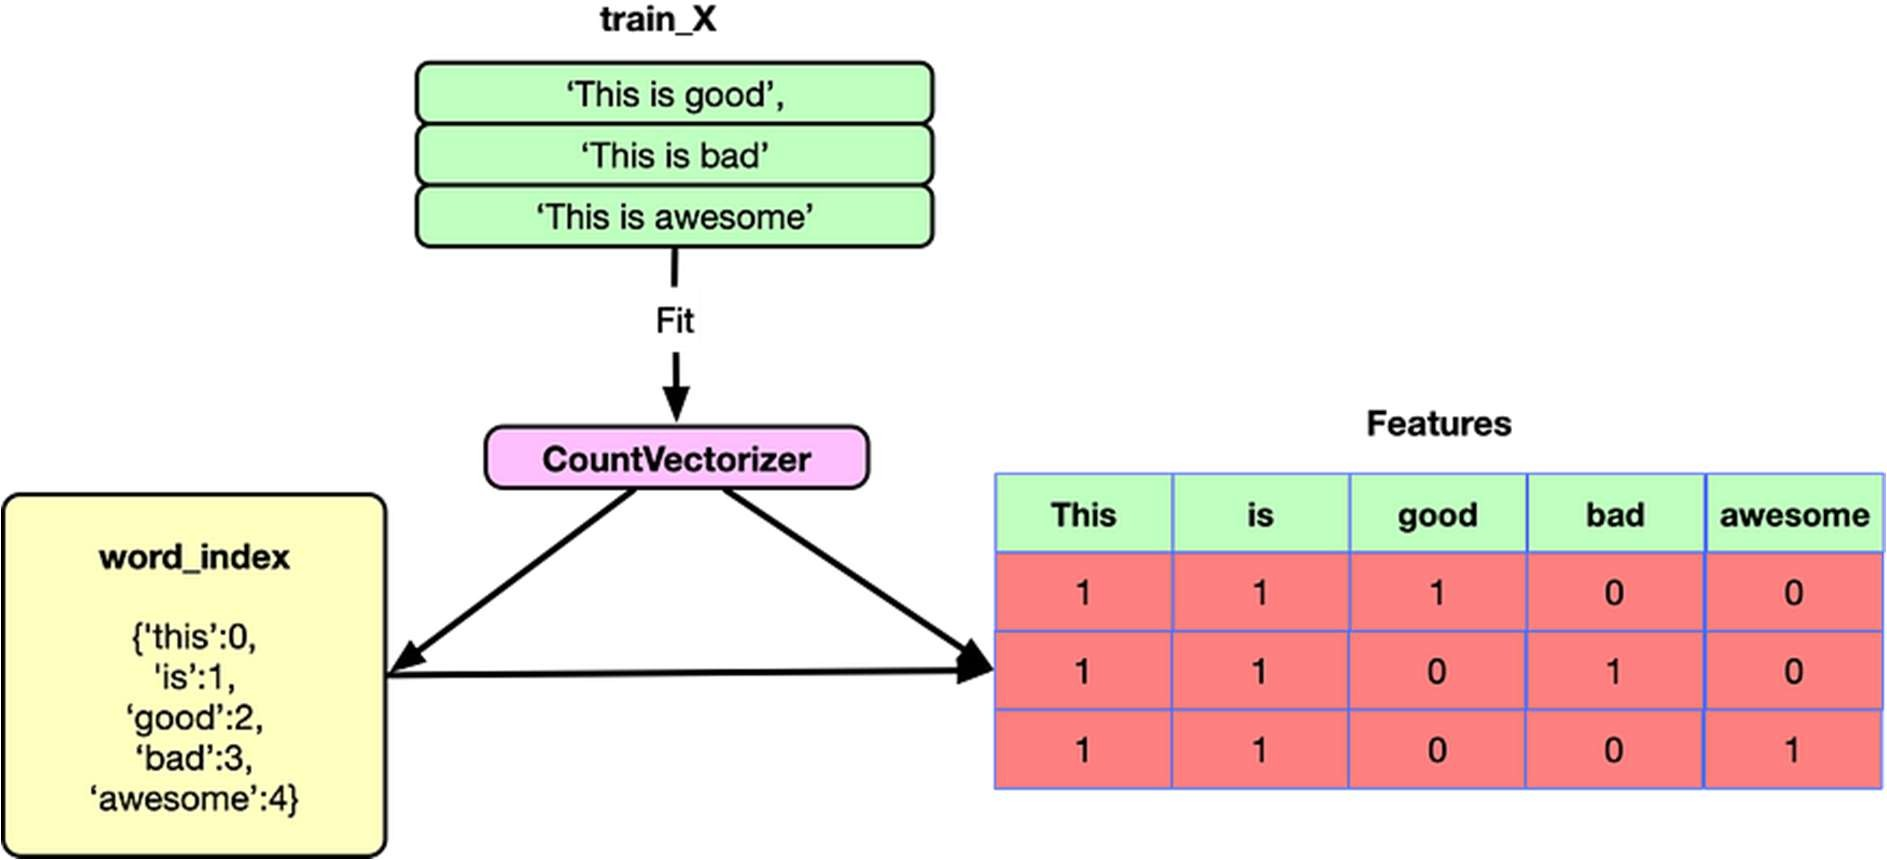 train_X
‘This is good’,
‘This is bad’
‘This is awesome’
Fit
CountVectorizer
word_index
{'this’:0,
'is’:1,
‘good’:2,
‘bad’:3,
‘awesome’:4}
Features
This is good bad awesome
1 1 1 0 0
1 1 0 1 0
1 1 0 0 1